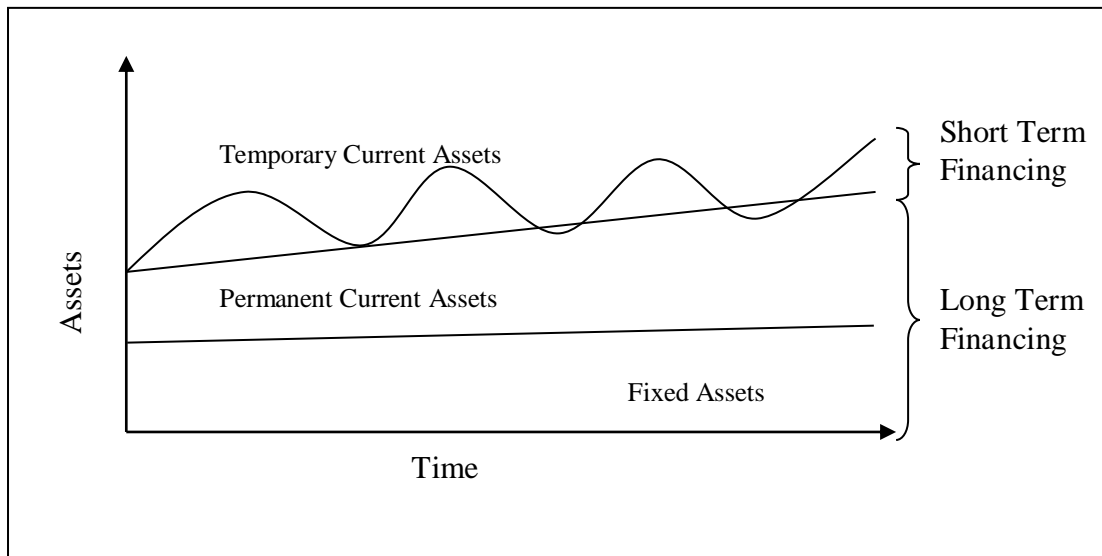 Short Term
Financing
Temporary Current Assets
Assets
Permanent Current Assets
Long Term
Financing
Fixed Assets
Time